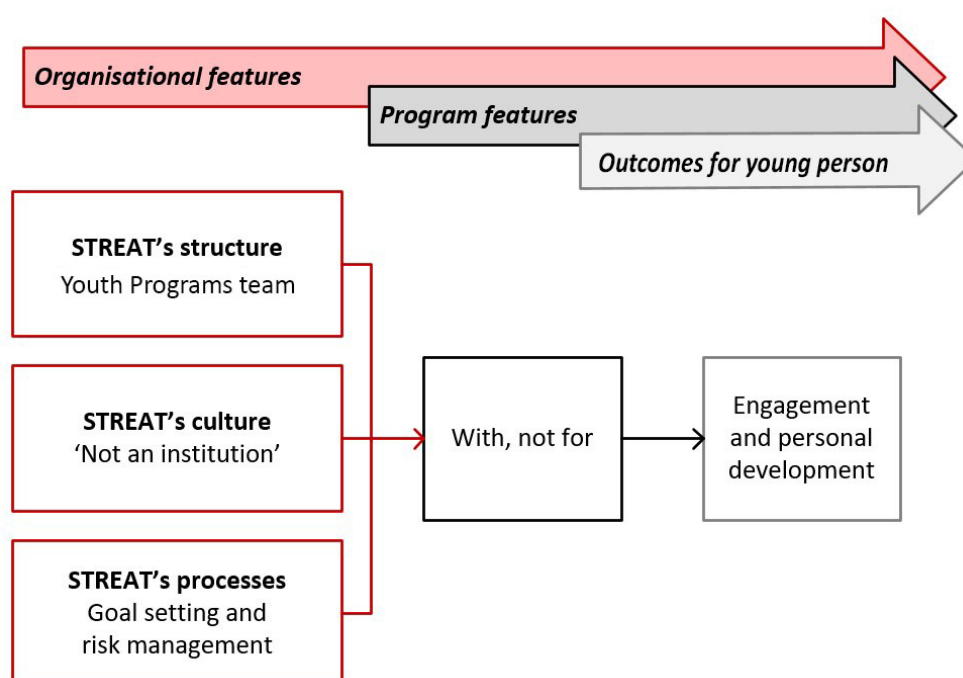 Organisational features
Program features
Outcomes for young person
STREAT’s structure
Youth Programs team
STREAT’s culture
‘Not an institution’
STREAT’s processes
Goal setting and
risk management
With, not for
Engagement
and personal
development